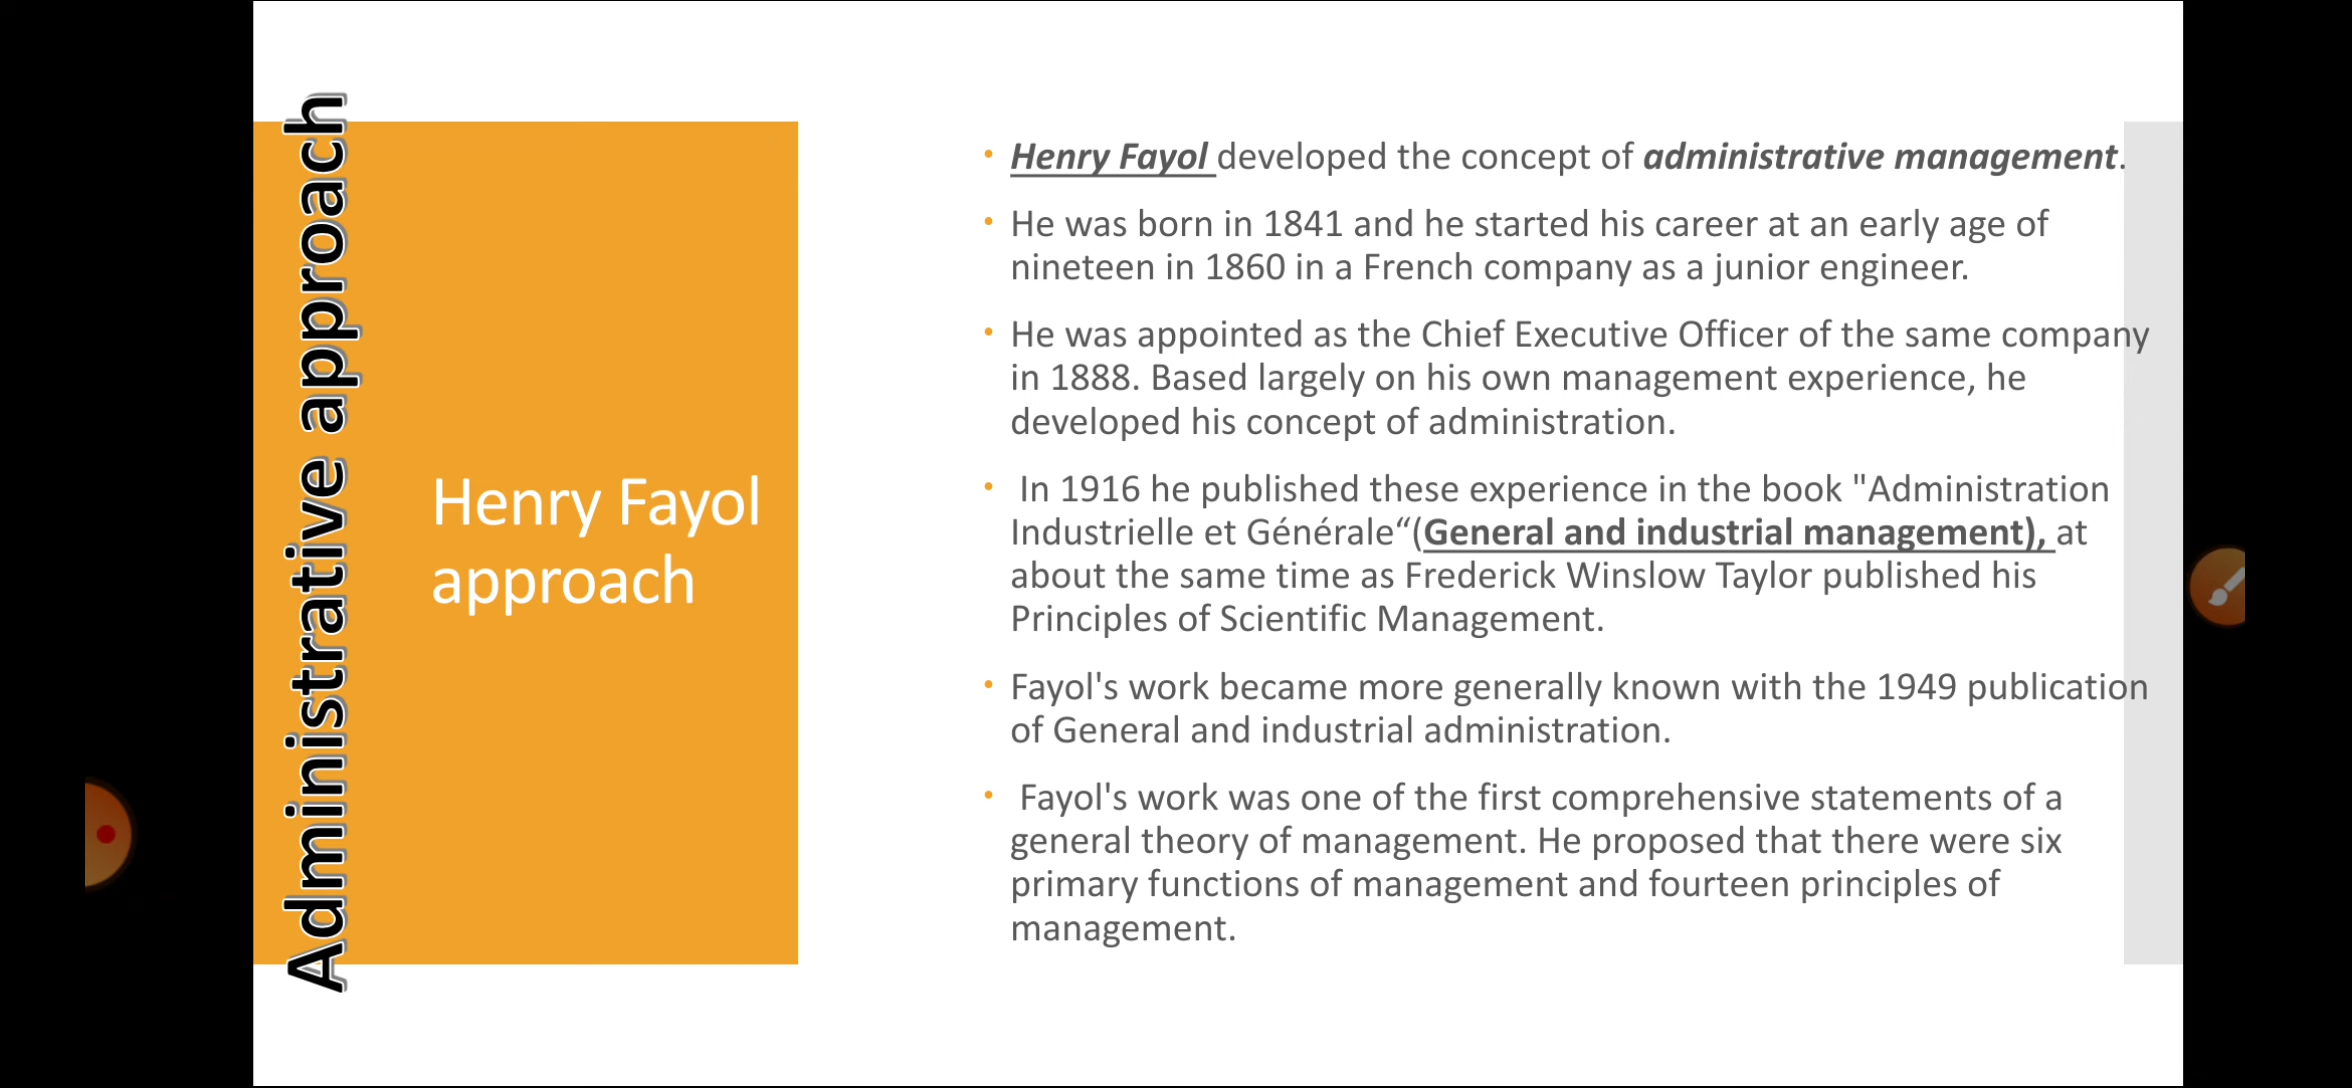 Administrative approach
Henry Fayol
approach
• Henry Fayol developed the concept of administrative management.
• He was born in 1841 and he started his career at an early age of
nineteen in 1860 in a French company as a junior engineer.
• He was appointed as the Chief Executive Officer of the same company
in 1888. Based largely on his own management experience, he
developed his concept of administration.
• In 1916 he published these experience in the book "Administration
Industrielle et Générale“(General and industrial management), at
about the same time as Frederick Winslow Taylor published his
Principles of Scientific Management.
• Fayol's work became more generally known with the 1949 publication
of General and industrial administration.
• Fayol's work was one of the first comprehensive statements of a
general theory of management. He proposed that there were six
primary functions of management and fourteen principles of
management.